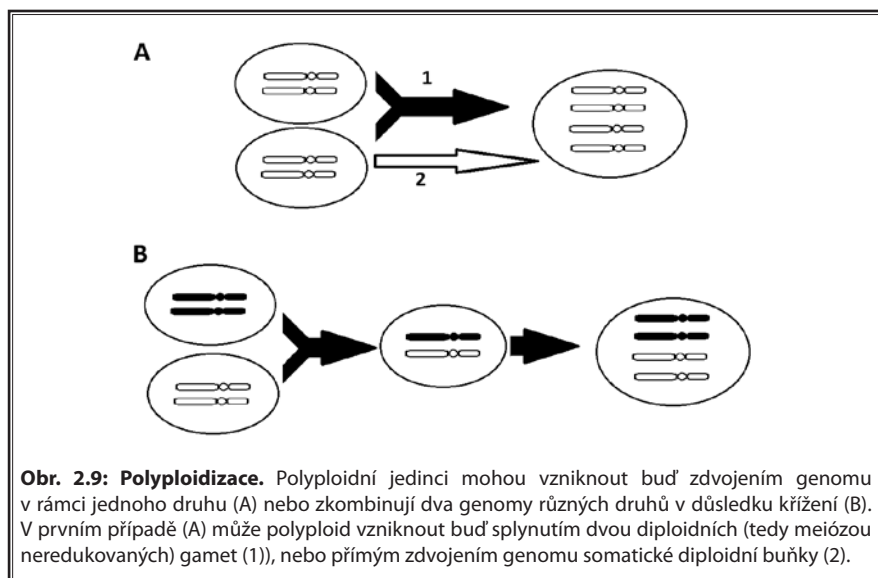 A
1
2
B
Obr. 2.9: Polyploidizace. Polyploidní jedinci mohou vzniknout buď zdvojením genomu
v rámci jednoho druhu (A) nebo zkombinují dva genomy různých druhů v důsledku křížení (B).
V prvním případě (A) může polyploid vzniknout buď splynutím dvou diploidních (tedy meiózou
neredukovaných) gamet (1)), nebo přímým zdvojením genomu somatické diploidní buňky (2).